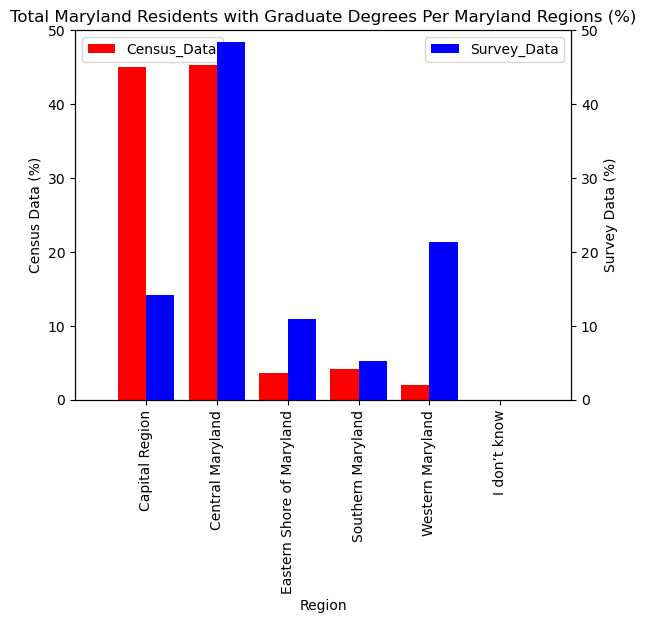 Total Maryland Residents with Graduate Degrees Per Maryland Regions (%)
Census_Data
Survey_Data
50
40
30
20
10
0
Census Data (%)
50
40
30
20
10
0
Survey Data (%)
Capital Region
Central Maryland
Eastern Shore of Maryland
Southern Maryland
Western Maryland
I don’t know
Region